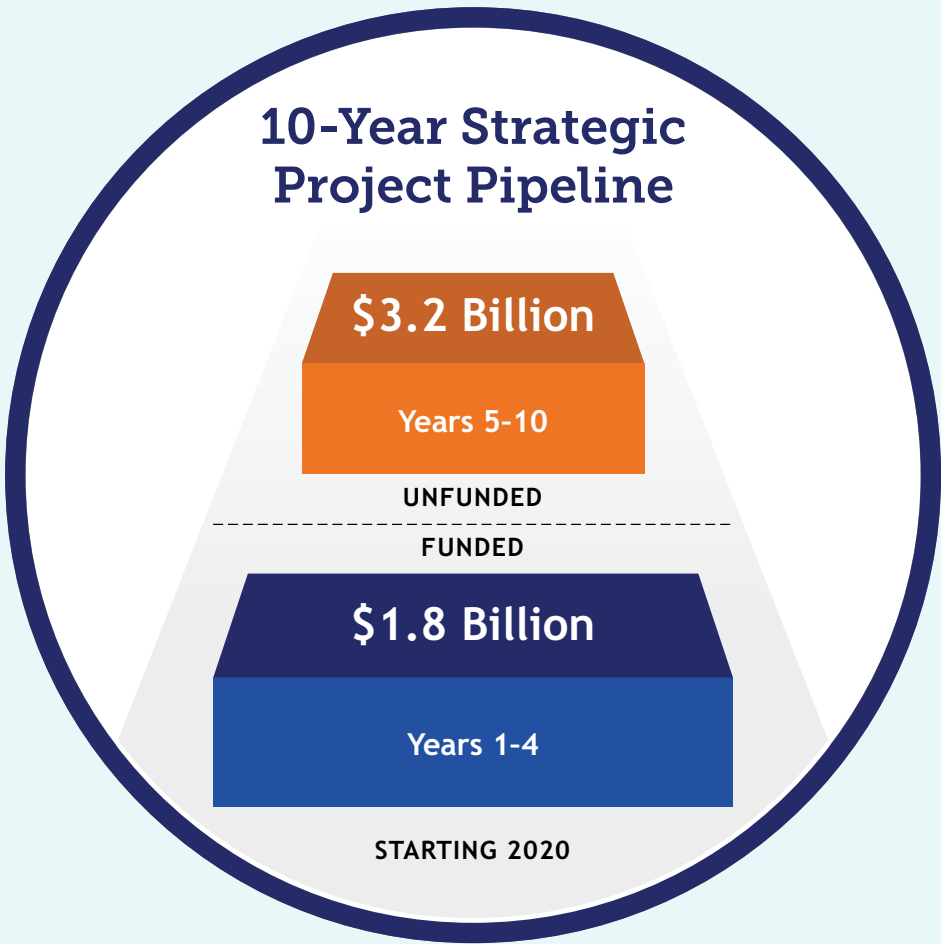 10-Year Strategic
Project Pipeline
$3.2 Billion
Years 5-10
UNFUNDED
FUNDED
$1.8 Billion
Years 1-4
STARTING 2020